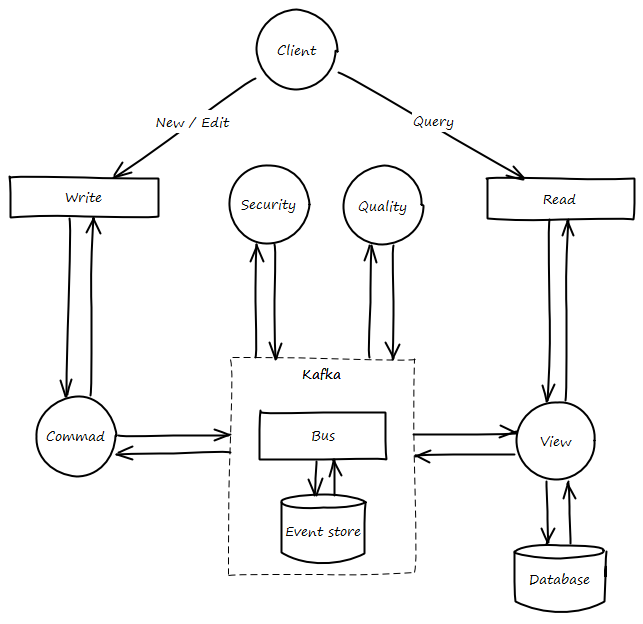 Client
New / Edit
Query
Write
Security
Quality
Read
Kafka
Commad
Bus
View
Event store
Database